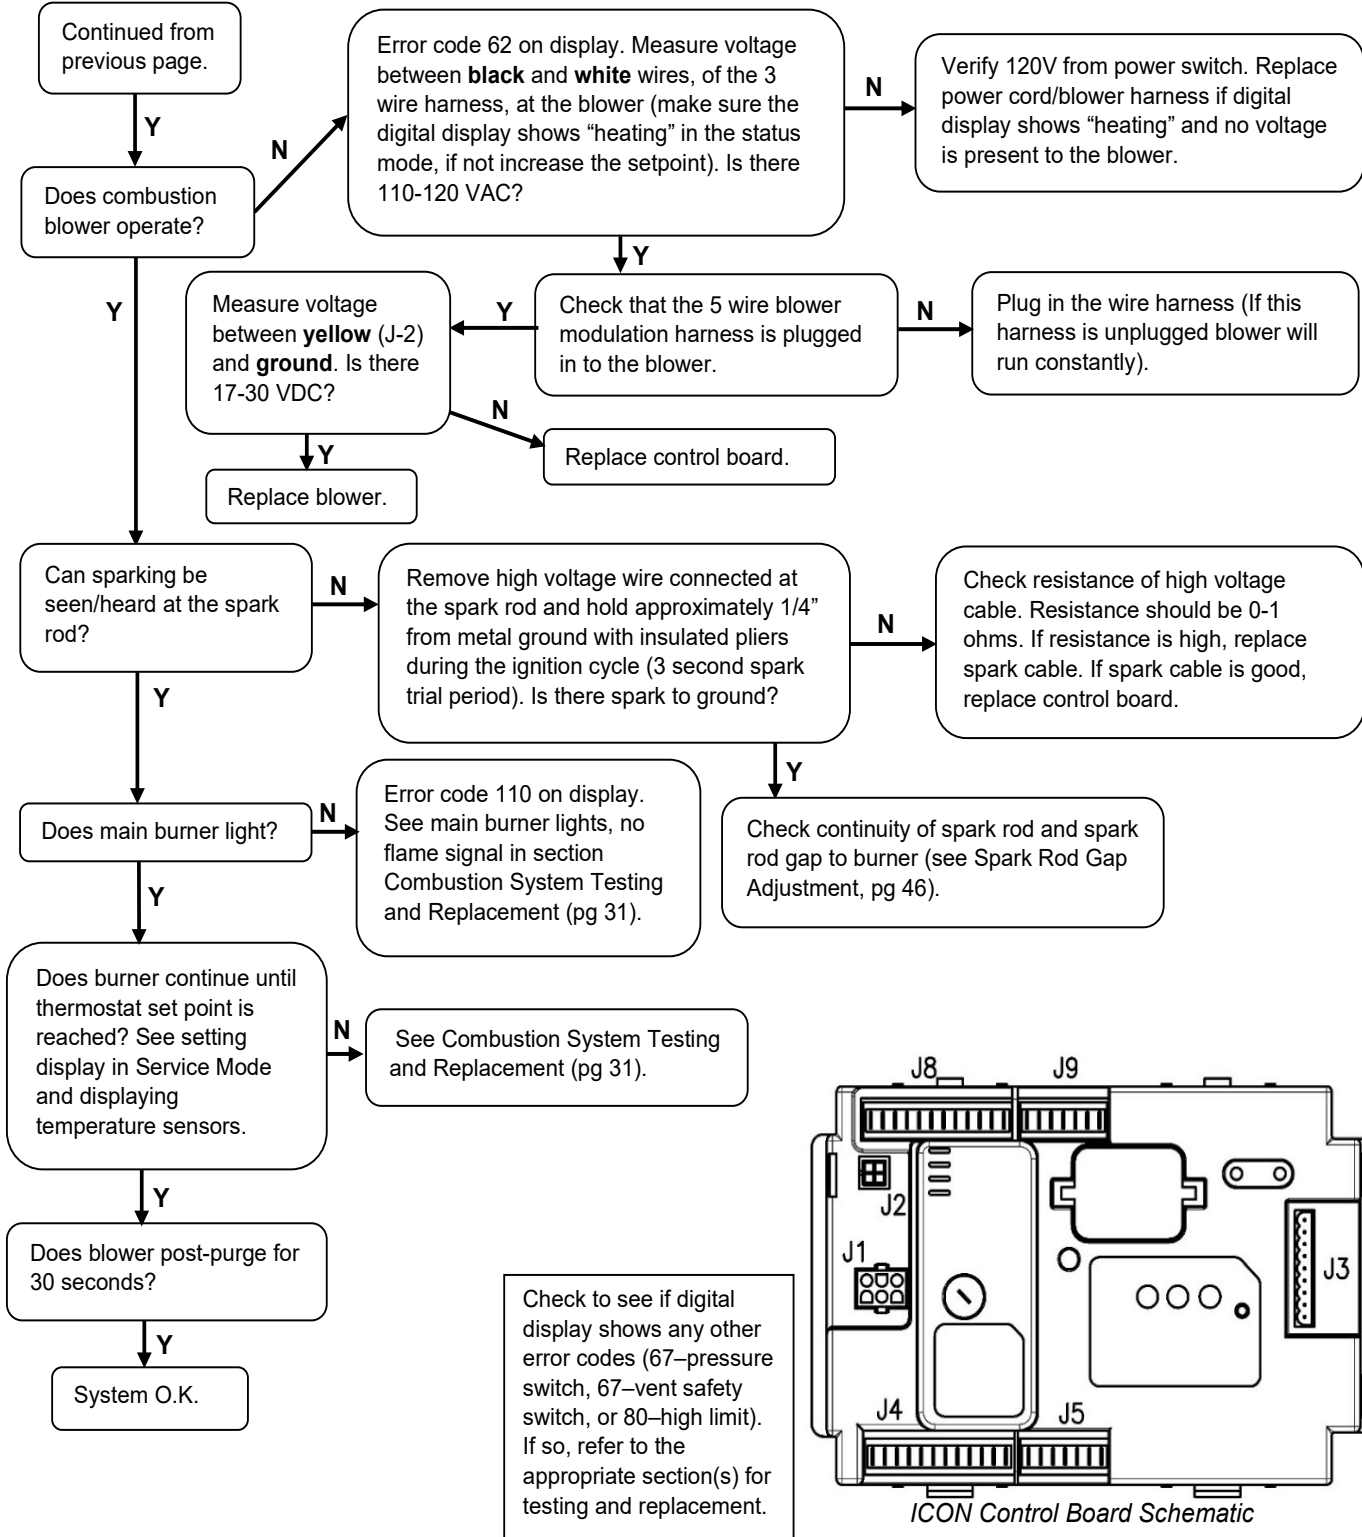 Continued from
previous page.
Y
Does combustion
blower operate?
N
Error code 62 on display. Measure voltage
between black and white wires, of the 3
wire harness, at the blower (make sure the
digital display shows “heating” in the status
mode, if not increase the setpoint). Is there
110-120 VAC?
N
Verify 120V from power switch. Replace
power cord/blower harness if digital
display shows “heating” and no voltage
is present to the blower.
Y
Check that the 5 wire blower
modulation harness is plugged
in to the blower.
N
Plug in the wire harness (If this
harness is unplugged blower will
run constantly).
Y
Measure voltage
between yellow (J-2)
and ground. Is there
17-30 VDC?
N
Replace control board.
Y
Replace blower.
Y
Can sparking be
seen/heard at the spark
rod?
N
Remove high voltage wire connected at
the spark rod and hold approximately 1/4”
from metal ground with insulated pliers
during the ignition cycle (3 second spark
trial period). Is there spark to ground?
N
Check resistance of high voltage
cable. Resistance should be 0-1
ohms. If resistance is high, replace
spark cable. If spark cable is good,
replace control board.
Y
Check continuity of spark rod and spark
rod gap to burner (see Spark Rod Gap
Adjustment, pg 46).
Y
Does main burner light?
N
Error code 110 on display.
See main burner lights, no
flame signal in section
Combustion System Testing
and Replacement (pg 31).
Y
Does burner continue until
thermostat set point is
reached? See setting
display in Service Mode
and displaying
temperature sensors.
N
See Combustion System Testing
and Replacement (pg 31).
Y
Does blower post-purge for
30 seconds?
Y
System O.K.
Check to see if digital
display shows any other
error codes (67–pressure
switch, 67–vent safety
switch, or 80–high limit).
If so, refer to the
appropriate section(s) for
testing and replacement.
J8
J9
J2
J1
J3
J4
J5
ICON Control Board Schematic